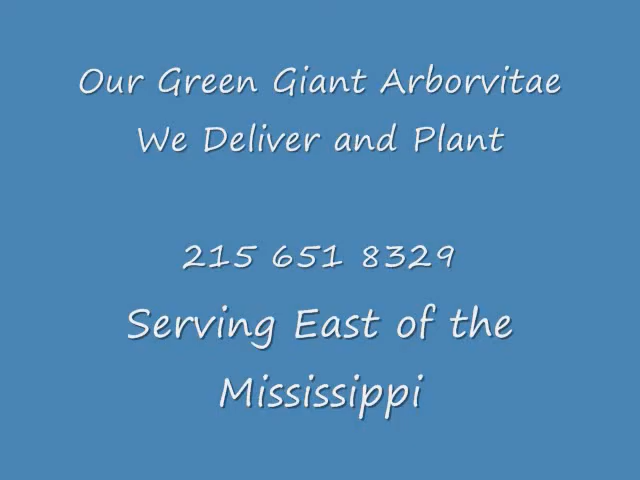 Our Green Giant Arborvitae
We Deliver and Plant
215 651 8329
Serving East of the
Mississippi